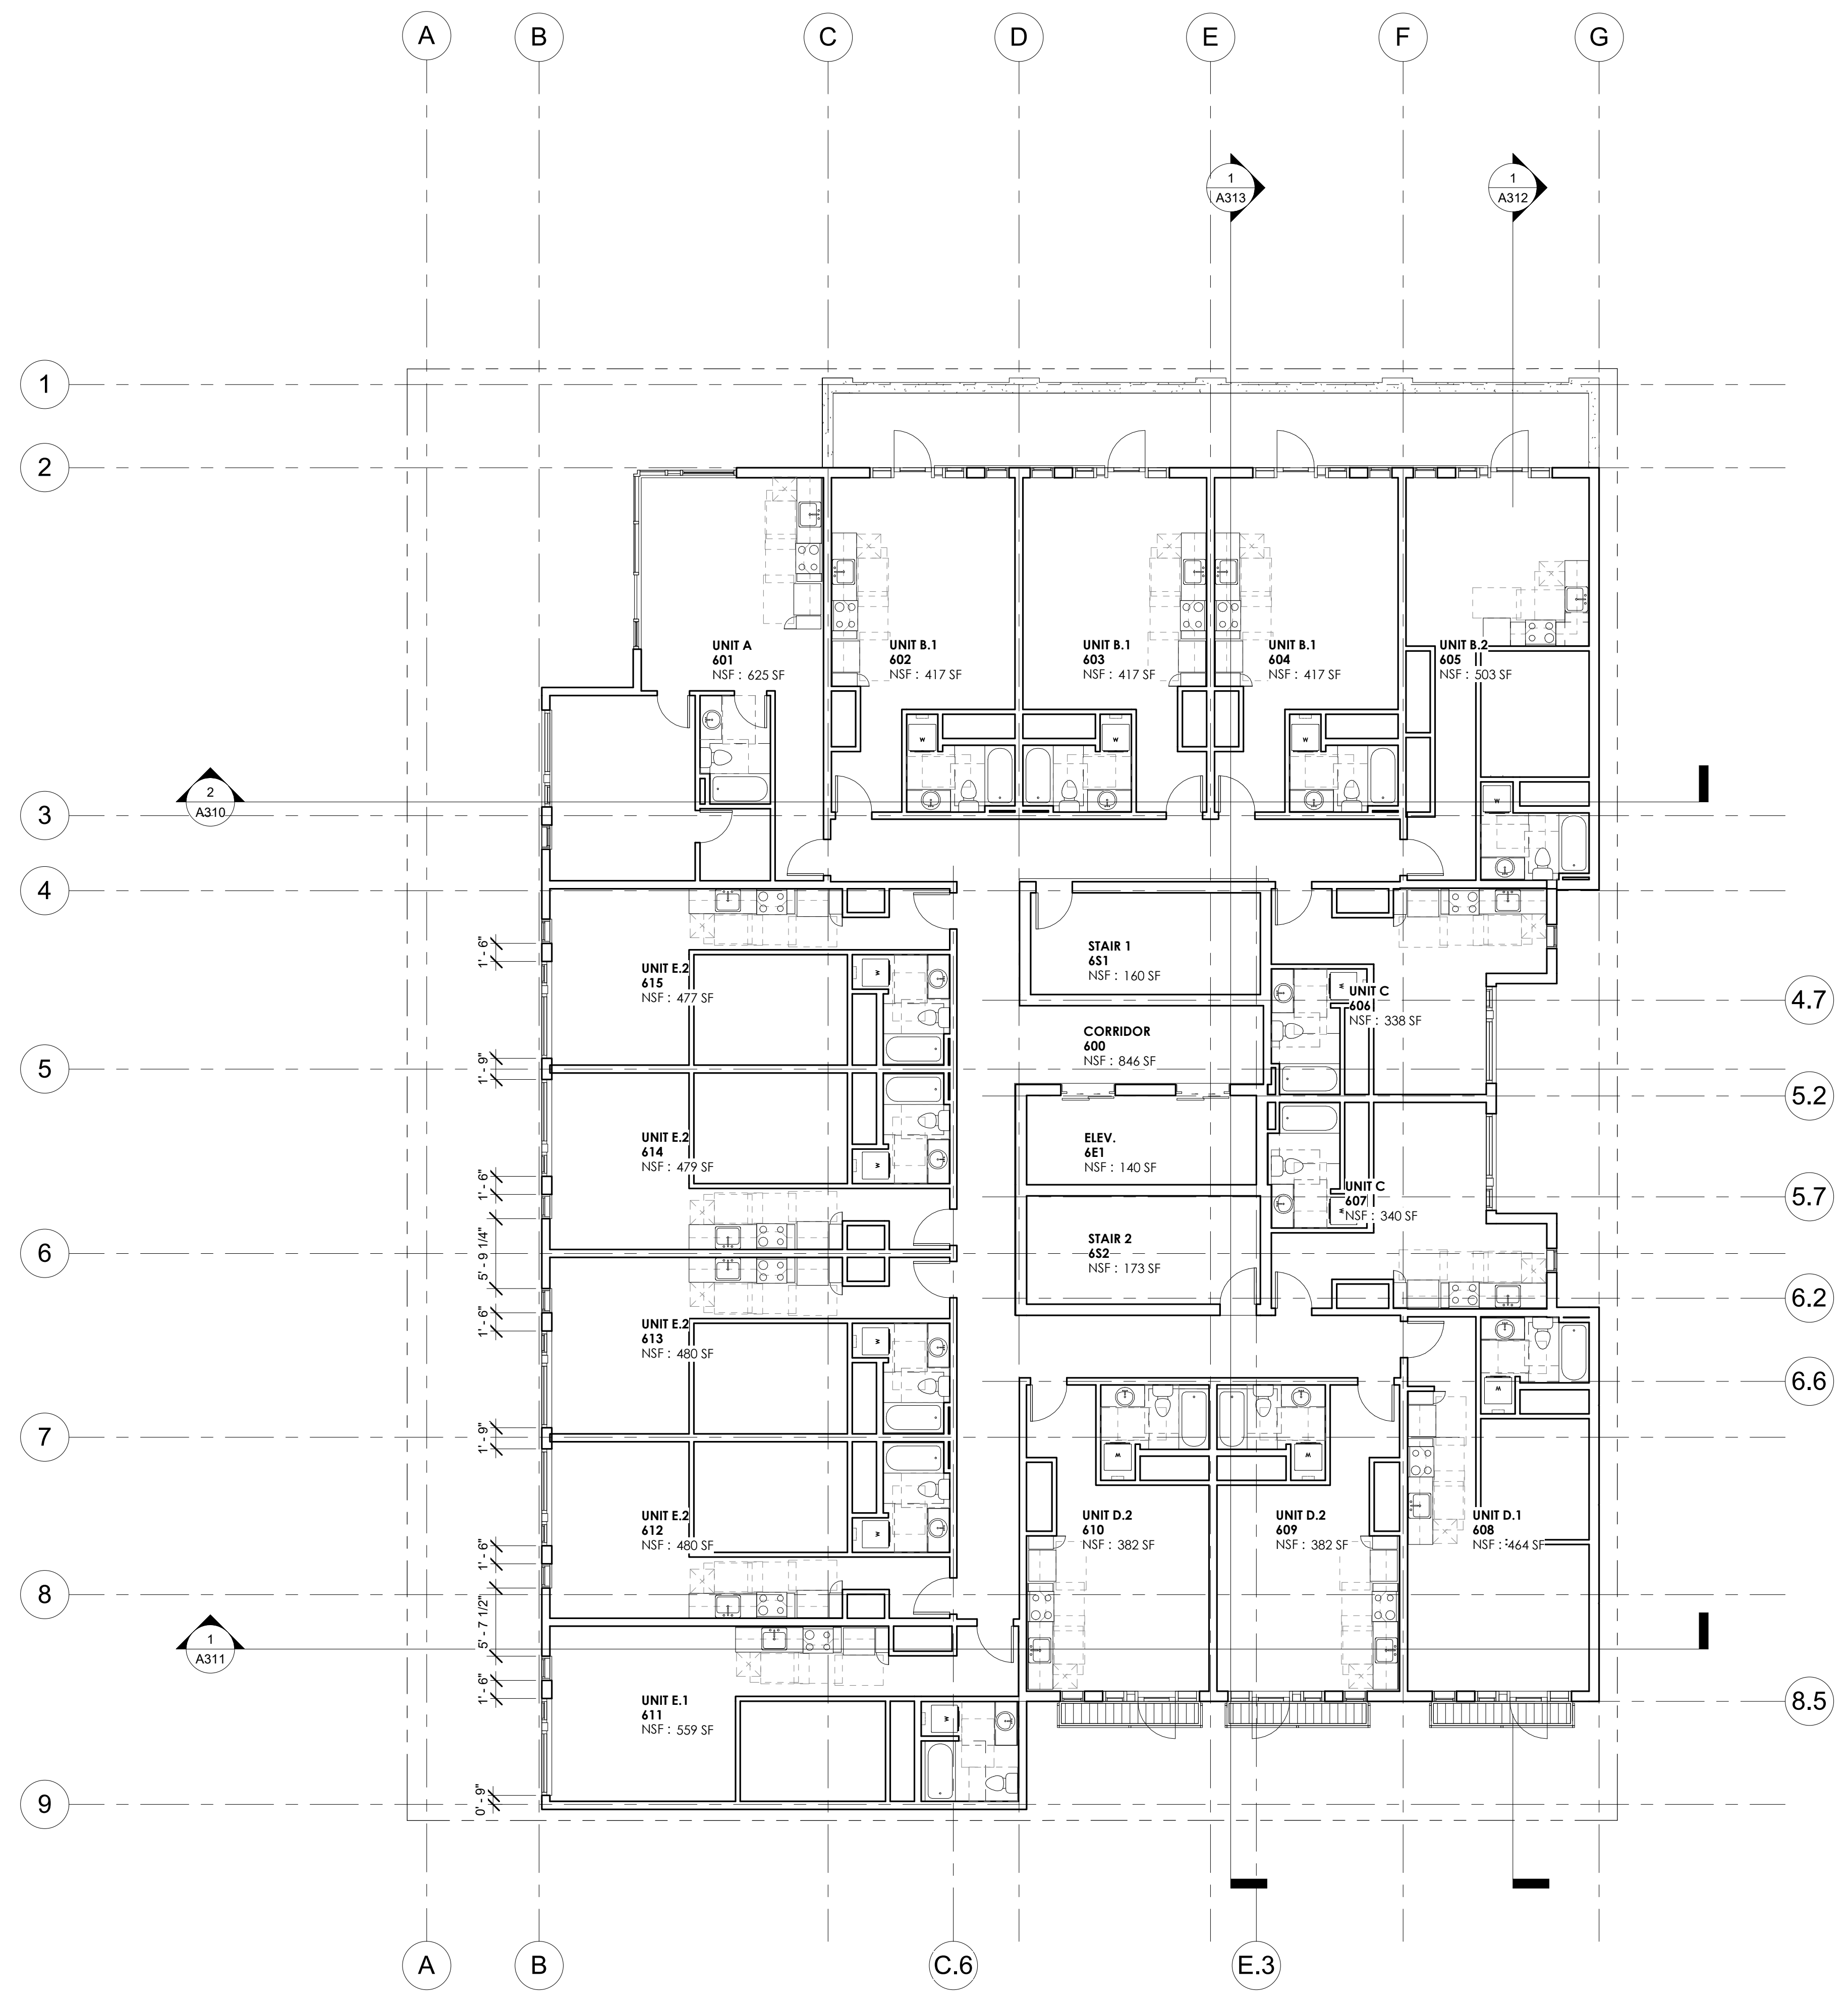 A
B
C
D
E
F
G
1
A313
1
A312
1
2
UNIT A
601
NSF : 625 SF
UNIT B.1
602
NSF : 417 SF
UNIT B.1
603
NSF : 417 SF
UNIT B.1
604
NSF : 417 SF
UNIT B.2
605
NSF : 503 SF
W
W
W
W
2
A310
3
4
1' - 6"
UNIT E.2
615
NSF : 477 SF
W
STAIR 1
6S1
NSF : 160 SF
W
UNIT C
606
NSF : 338 SF
4.7
CORRIDOR
600
NSF : 846 SF
5
1' - 9"
5.2
UNIT E.2
614
NSF : 479 SF
W
ELEV.
6E1
NSF : 140 SF
UNIT C
607
NSF : 340 SF
W
5.7
1' - 6"
6
5' - 9 1/4"
STAIR 2
6S2
NSF : 173 SF
6.2
1' - 6"
UNIT E.2
613
NSF : 480 SF
W
W
6.6
7
1' - 9"
W
W
UNIT E.2
612
NSF : 480 SF
W
UNIT D.2
610
NSF : 382 SF
UNIT D.2
609
NSF : 382 SF
UNIT D.1
608
NSF : 464 SF
1' - 6"
8
5' - 7 1/2"
1
A311
1' - 6"
UNIT E.1
611
NSF : 559 SF
W
8.5
0' - 9"
9
A
B
C.6
E.3